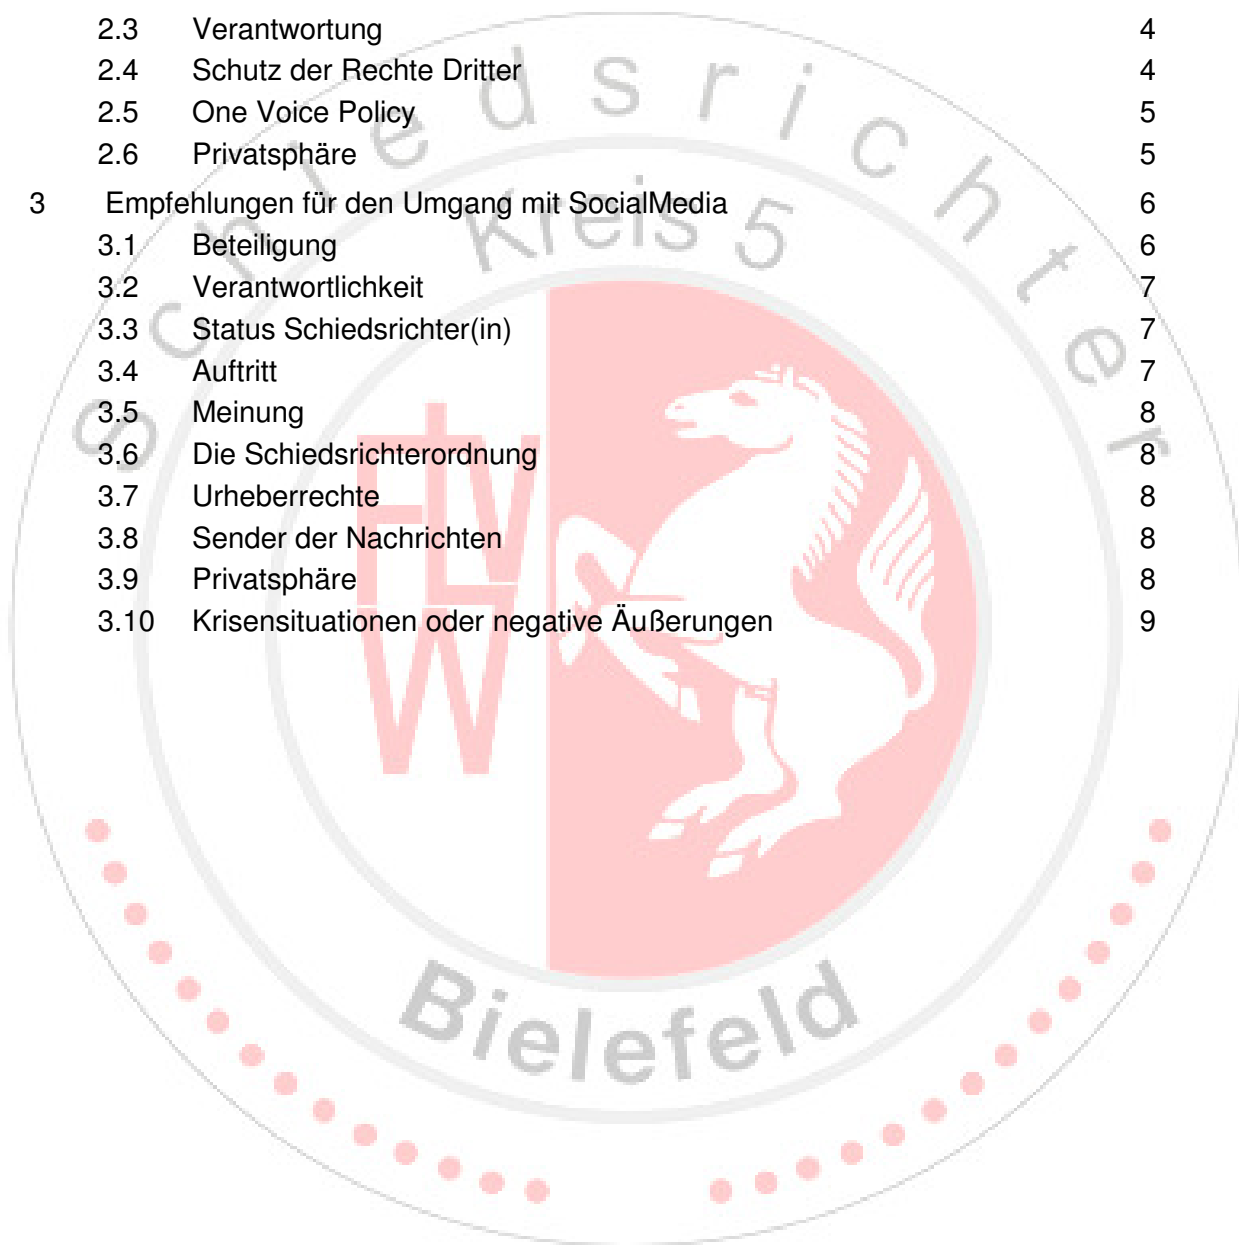 2.3 Verantwortung 4
2.4 Schutz der Rechte Dritter 4
2.5 One Voice Policy 5
2.6 Privatsphäre 5
3 Empfehlungen für den Umgang mit SocialMedia 6
3.1 Beteiligung 6
3.2 Verantwortlichkeit 7
3.3 Status Schiedsrichter(in) 7
3.4 Auftritt 7
3.5 Meinung 8
3.6 Die Schiedsrichterordnung 8
3.7 Urheberrechte 8
3.8 Sender der Nachrichten 8
3.9 Privatsphäre 8
3.10 Krisensituationen oder negative Äußerungen 9
Schiedsrichter
Kreis 5
FLVW
Bielefeld